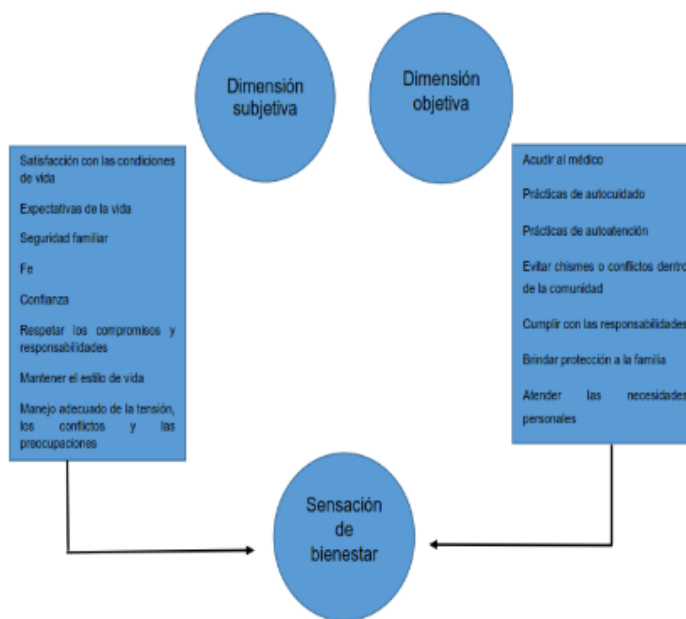 Dimensión
subjetiva
Dimensión
objetiva
Satisfacción con las condiciones
de vida
Expectativas de la vida
Seguridad familiar
Fe
Confianza
Respetar los compromisos y
responsabilidades
Mantener el estilo de vida
Manejo adecuado de la tensión,
los conflictos y las
preocupaciones
Acudir al médico
Prácticas de autocuidado
Prácticas de autoatención
Evitar chismes o conflictos dentro
de la comunidad
Cumplir con las responsabilidades
Brindar protección a la familia
Atender las necesidades
personales
Sensación
de
bienestar